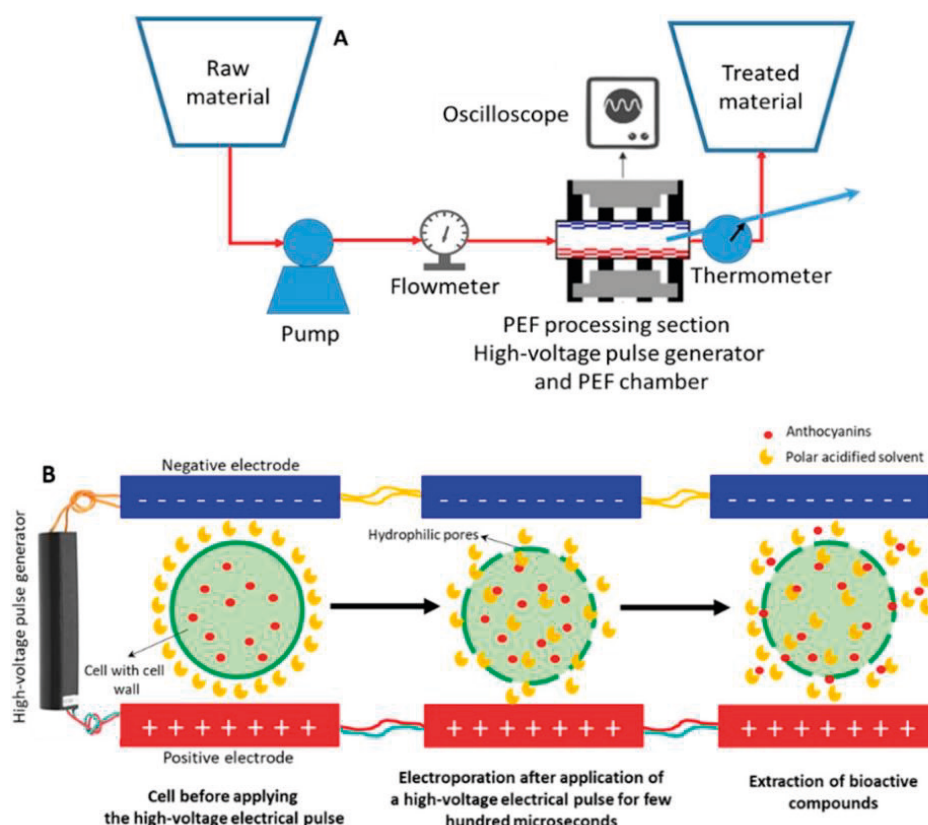 A
Raw
material
Treated
material
Oscilloscope
Flowmeter
Thermometer
Pump
PEF processing section
High-voltage pulse generator
and PEF chamber
B
Anthocyanins
Polar acidified solvent
Negative electrode
High-voltage pulse generator
Hydrophilic pores
Cell with cell
wall
+ + + + + + +
+ + + + + + +
+ + + + + + +
Positive electrode
Cell before applying
the high-voltage electrical pulse
Electroporation after application of
a high-voltage electrical pulse for few
hundred microseconds
Extraction of bioactive
compounds